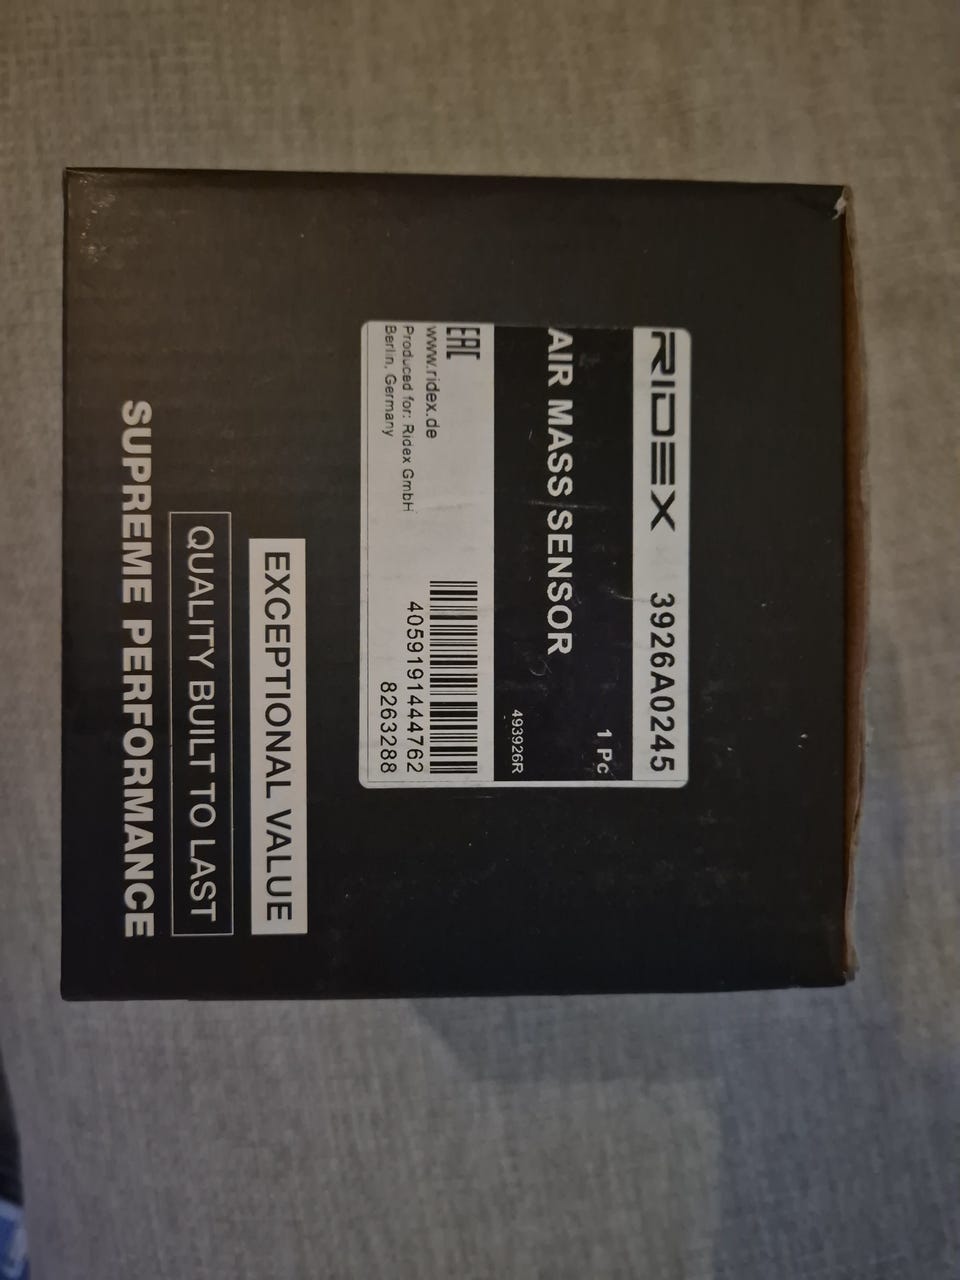 RIDEX 3926A0245
1 Pc
AIR MASS SENSOR
493926R
EAC
www.ridex.de
Produced for: Ridex GmbH
Berlin, Germany
4059191444762
8263288
EXCEPTIONAL VALUE
QUALITY BUILT TO LAST
SUPREME PERFORMANCE